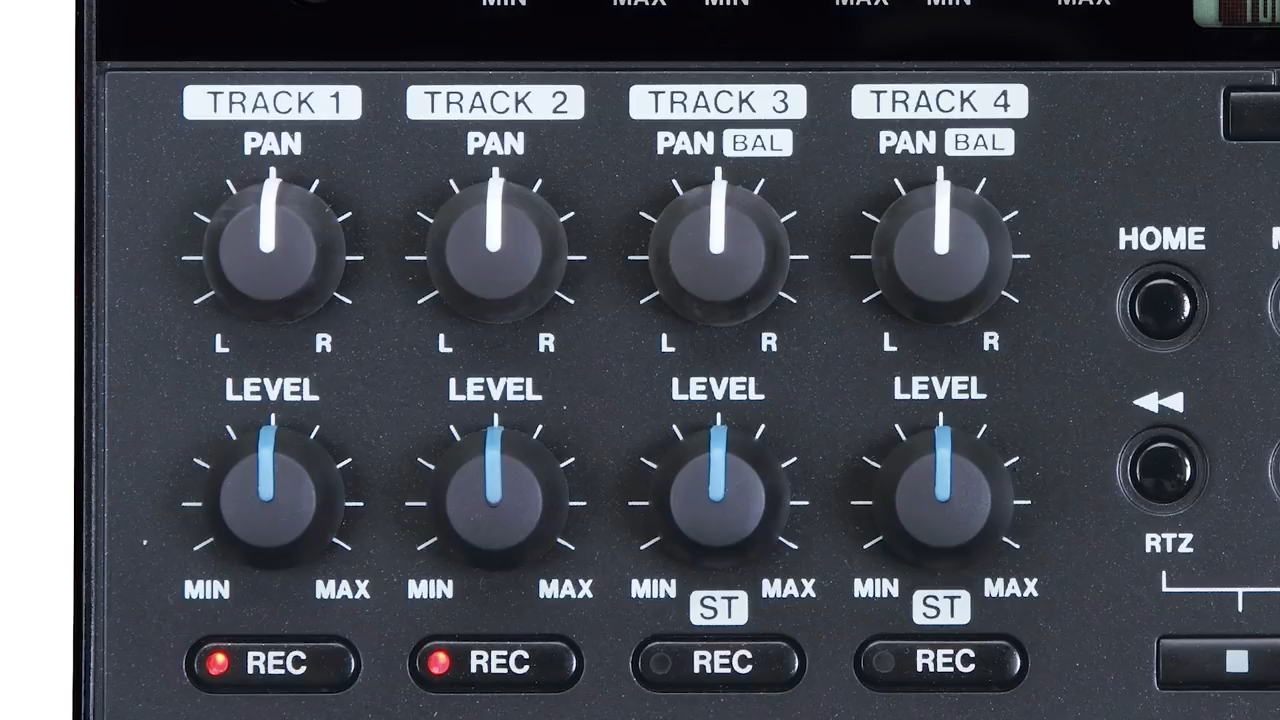 MIN MAX MIN MAX MIN MAX
TRACK 1 TRACK 2 TRACK 3 TRACK 4
PAN PAN PAN BAL PAN BAL
HOME
L R L R L R L R
LEVEL LEVEL LEVEL LEVEL
RTZ
MIN MAX MIN MAX MIN MAX MIN MAX
ST ST
REC REC REC REC